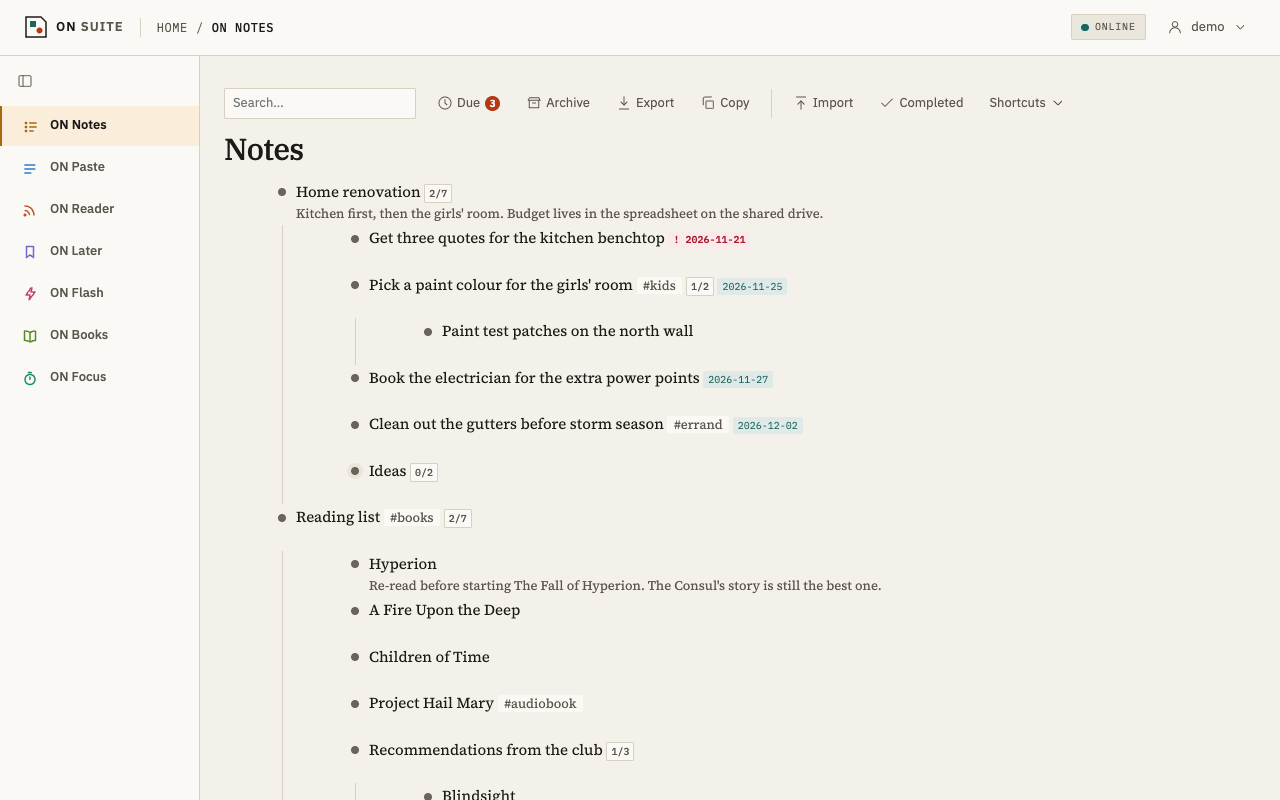 ON SUITE HOME / ON NOTES ONLINE demo
ON Notes
ON Paste
ON Reader
ON Later
ON Flash
ON Books
ON Focus
Search... Due 3 Archive Export Copy Import Completed Shortcuts
Notes
Home renovation 2/7
Kitchen first, then the girls' room. Budget lives in the spreadsheet on the shared drive.
Get three quotes for the kitchen benchtop ! 2026-11-21
Pick a paint colour for the girls' room #kids 1/2 2026-11-25
Paint test patches on the north wall
Book the electrician for the extra power points 2026-11-27
Clean out the gutters before storm season #errand 2026-12-02
Ideas 0/2
Reading list #books 2/7
Hyperion
Re-read before starting The Fall of Hyperion. The Consul's story is still the best one.
A Fire Upon the Deep
Children of Time
Project Hail Mary #audiobook
Recommendations from the club 1/3
Blindsight